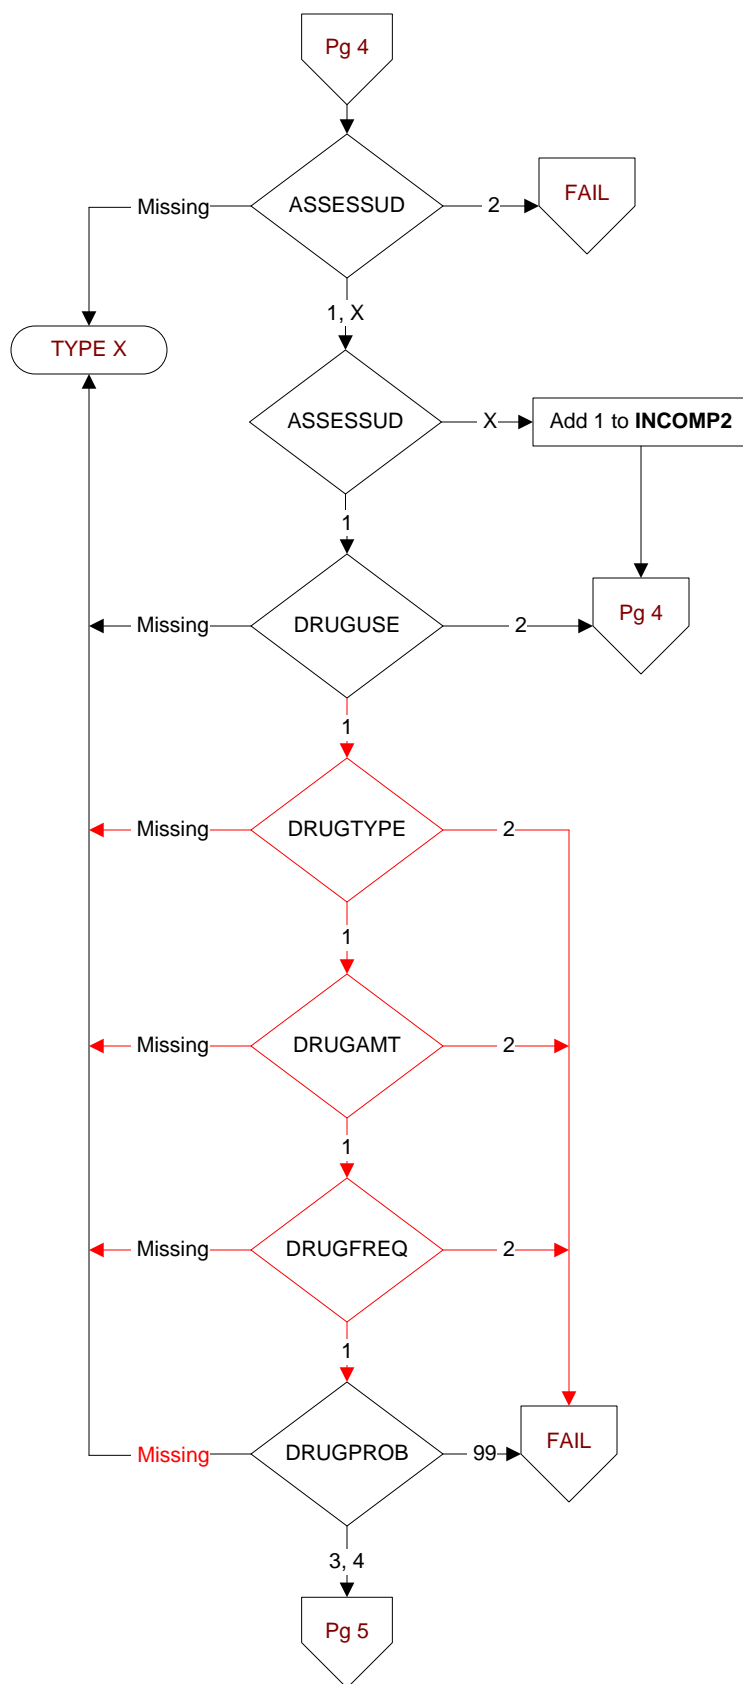 Pg 4
Missing
ASSESSUD
2
FAIL
1, X
TYPE X
ASSESSUD
X
Add 1 to INCOMP2
1
Missing
DRUGUSE
2
Pg 4
1
Missing
DRUGTYPE
2
1
Missing
DRUGAMT
2
1
Missing
DRUGFREQ
2
1
Missing
DRUGPROB
99
FAIL
3, 4
Pg 5